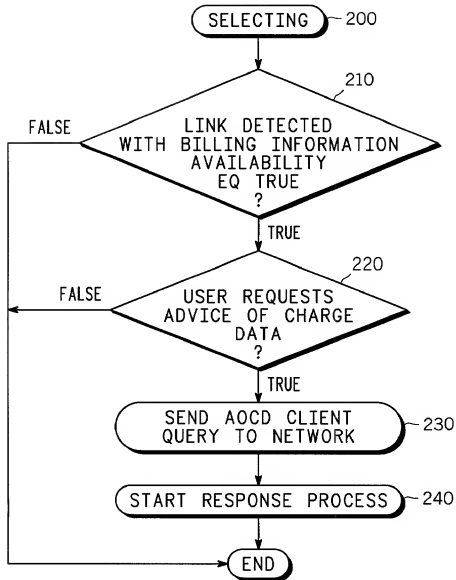 SELECTING
200
210
FALSE
LINK DETECTED
WITH BILLING INFORMATION
AVAILABILITY
EQ TRUE
?
TRUE
220
FALSE
USER REQUESTS
ADVICE OF CHARGE
DATA
?
TRUE
SEND AOCD CLIENT
QUERY TO NETWORK
230
START RESPONSE PROCESS
240
END